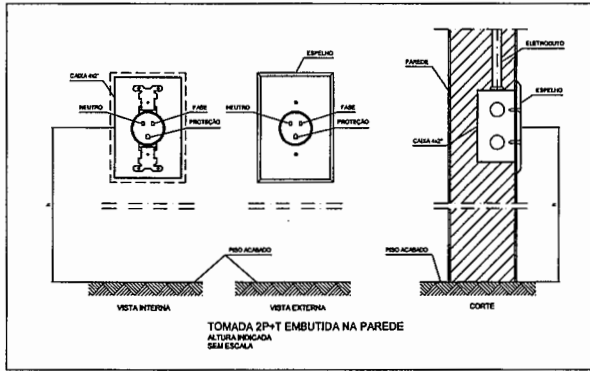 CAIXA 4x2"
NEUTRO
FASE
PROTEÇÃO
ESPELHO
NEUTRO
FASE
PROTEÇÃO
PAREDE
ELETRODUTO
ESPELHO
CAIXA 4x2"
PISO ACABADO
PISO ACABADO
VISTA INTERNA
VISTA EXTERNA
CORTE
TOMADA 2P+T EMBUTIDA NA PAREDE
ALTURA INDICADA
SEM ESCALA